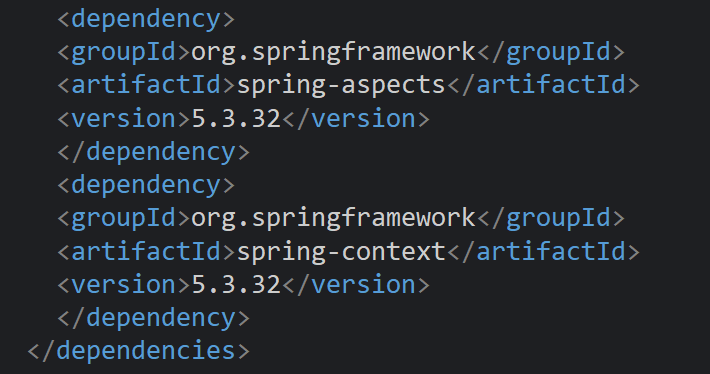 <dependency>
<groupId>org.springframework</groupId>
<artifactId>spring-aspects</artifactId>
<version>5.3.32</version>
</dependency>
<dependency>
<groupId>org.springframework</groupId>
<artifactId>spring-context</artifactId>
<version>5.3.32</version>
</dependency>
</dependencies>